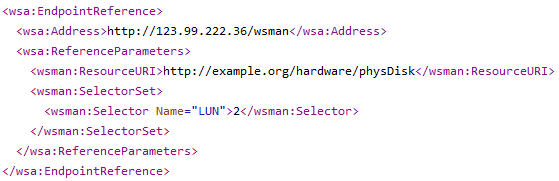 <wsa:EndpointReference>
  <wsa:Address>http://123.99.222.36/wsman</wsa:Address>
  <wsa:ReferenceParameters>
    <wsman:ResourceURI>http://example.org/hardware/physDisk</wsman:ResourceURI>
    <wsman:SelectorSet>
      <wsman:Selector Name="LUN">2</wsman:Selector>
    </wsman:SelectorSet>
  </wsa:ReferenceParameters>
</wsa:EndpointReference>